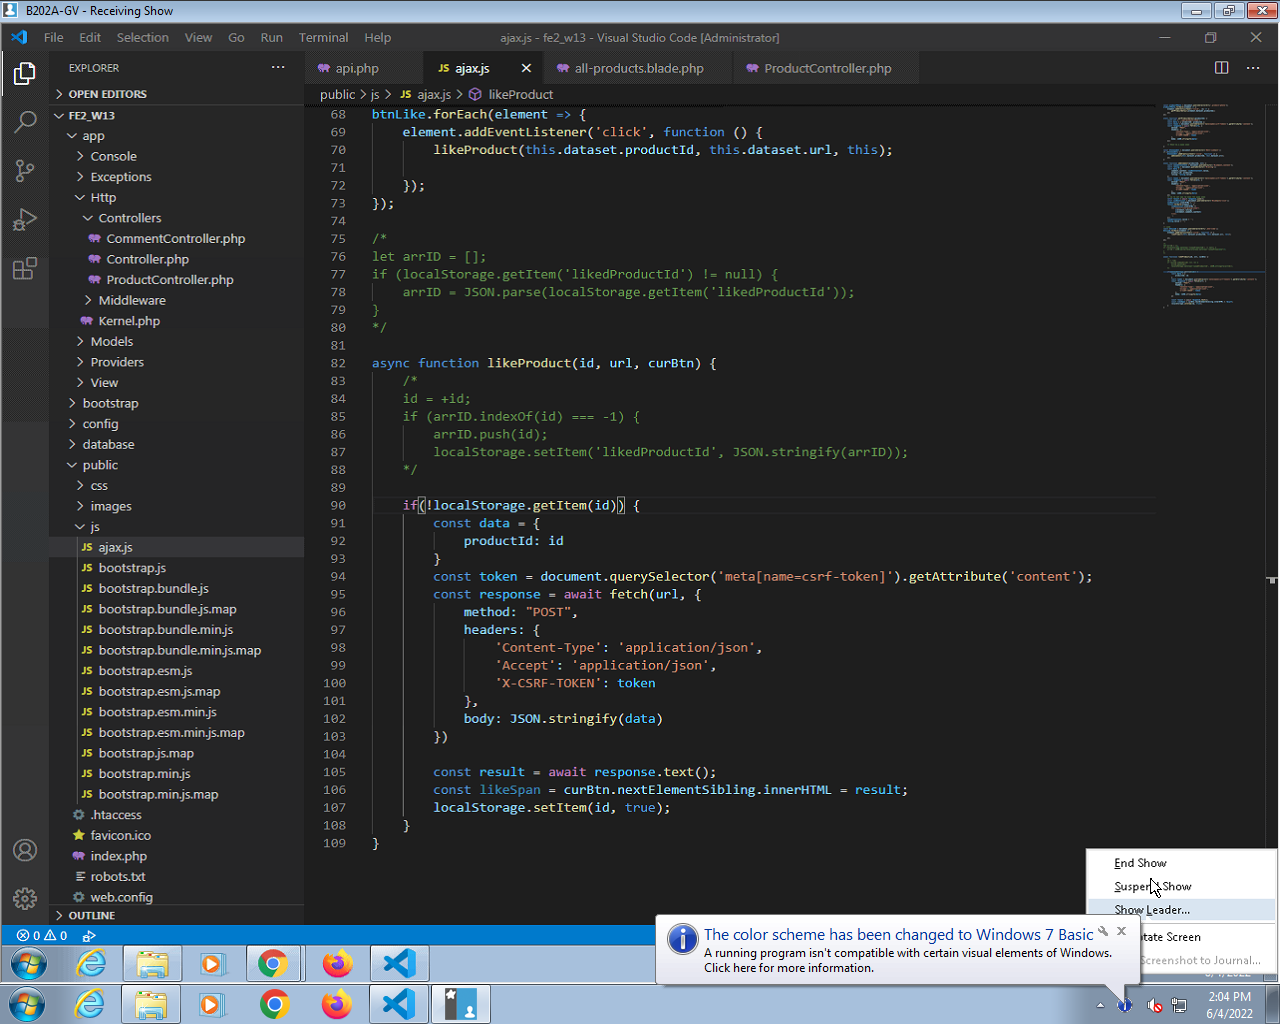 B202A-GV - Receiving Show
File Edit Selection View Go Run Terminal Help
ajax.js - fe2_w13 - Visual Studio Code [Administrator]
EXPLORER
api.php
JS ajax.js
all-products.blade.php
ProductController.php
OPEN EDITORS
public > js > JS ajax.js > likeProduct
FE2_W13
app
Console
Exceptions
Http
Controllers
CommentController.php
Controller.php
ProductController.php
Middleware
Kernel.php
Models
Providers
View
bootstrap
config
database
public
css
images
js
JS ajax.js
JS bootstrap.js
JS bootstrap.bundle.js
JS bootstrap.bundle.js.map
JS bootstrap.bundle.min.js
JS bootstrap.bundle.min.js.map
JS bootstrap.esm.js
JS bootstrap.esm.js.map
JS bootstrap.esm.min.js
JS bootstrap.esm.min.js.map
JS bootstrap.js.map
JS bootstrap.min.js
JS bootstrap.min.js.map
.htaccess
favicon.ico
index.php
robots.txt
web.config
OUTLINE
68 btnLike.forEach(element => {
69 element.addEventListener('click', function () {
70 likeProduct(this.dataset.productId, this.dataset.url, this);
71
72 });
73 });
74
75 /*
76 let arrID = [];
77 if (localStorage.getItem('likedProductId') != null) {
78 arrID = JSON.parse(localStorage.getItem('likedProductId'));
79 }
80 */
81
82 async function likeProduct(id, url, curBtn) {
83 /*
84 id = +id;
85 if (arrID.indexOf(id) === -1) {
86 arrID.push(id);
87 localStorage.setItem('likedProductId', JSON.stringify(arrID));
88 */
89
90 if(!localStorage.getItem(id)) {
91 const data = {
92 productId: id
93 }
94 const token = document.querySelector('meta[name=csrf-token]').getAttribute('content');
95 const response = await fetch(url, {
96 method: "POST",
97 headers: {
98 'Content-Type': 'application/json',
99 'Accept': 'application/json',
100 'X-CSRF-TOKEN': token
101 },
102 body: JSON.stringify(data)
103 })
104
105 const result = await response.text();
106 const likeSpan = curBtn.nextElementSibling.innerHTML = result;
107 localStorage.setItem(id, true);
108 }
109 }
End Show
Suspend Show
Show Leader...
otate Screen
Screenshot to Journal...
0 0
The color scheme has been changed to Windows 7 Basic
A running program isn't compatible with certain visual elements of Windows.
Click here for more information.
2:04 PM
6/4/2022